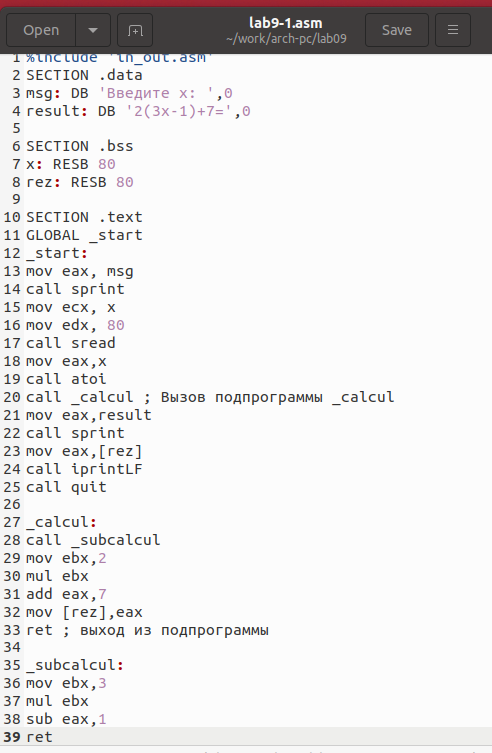 Open
lab9-1.asm
~/work/arch-pc/lab09
Save
1 %include 'in_out.asm'
2 SECTION .data
3 msg: DB 'Введите x: ',0
4 result: DB '2(3x-1)+7=',0
5
6 SECTION .bss
7 x: RESB 80
8 rez: RESB 80
9
10 SECTION .text
11 GLOBAL _start
12 _start:
13 mov eax, msg
14 call sprint
15 mov ecx, x
16 mov edx, 80
17 call sread
18 mov eax,x
19 call atoi
20 call _calcul ; Вызов подпрограммы _calcul
21 mov eax,result
22 call sprint
23 mov eax,[rez]
24 call iprintLF
25 call quit
26
27 _calcul:
28 call _subcalcul
29 mov ebx,2
30 mul ebx
31 add eax,7
32 mov [rez],eax
33 ret ; выход из подпрограммы
34
35 _subcalcul:
36 mov ebx,3
37 mul ebx
38 sub eax,1
39 ret